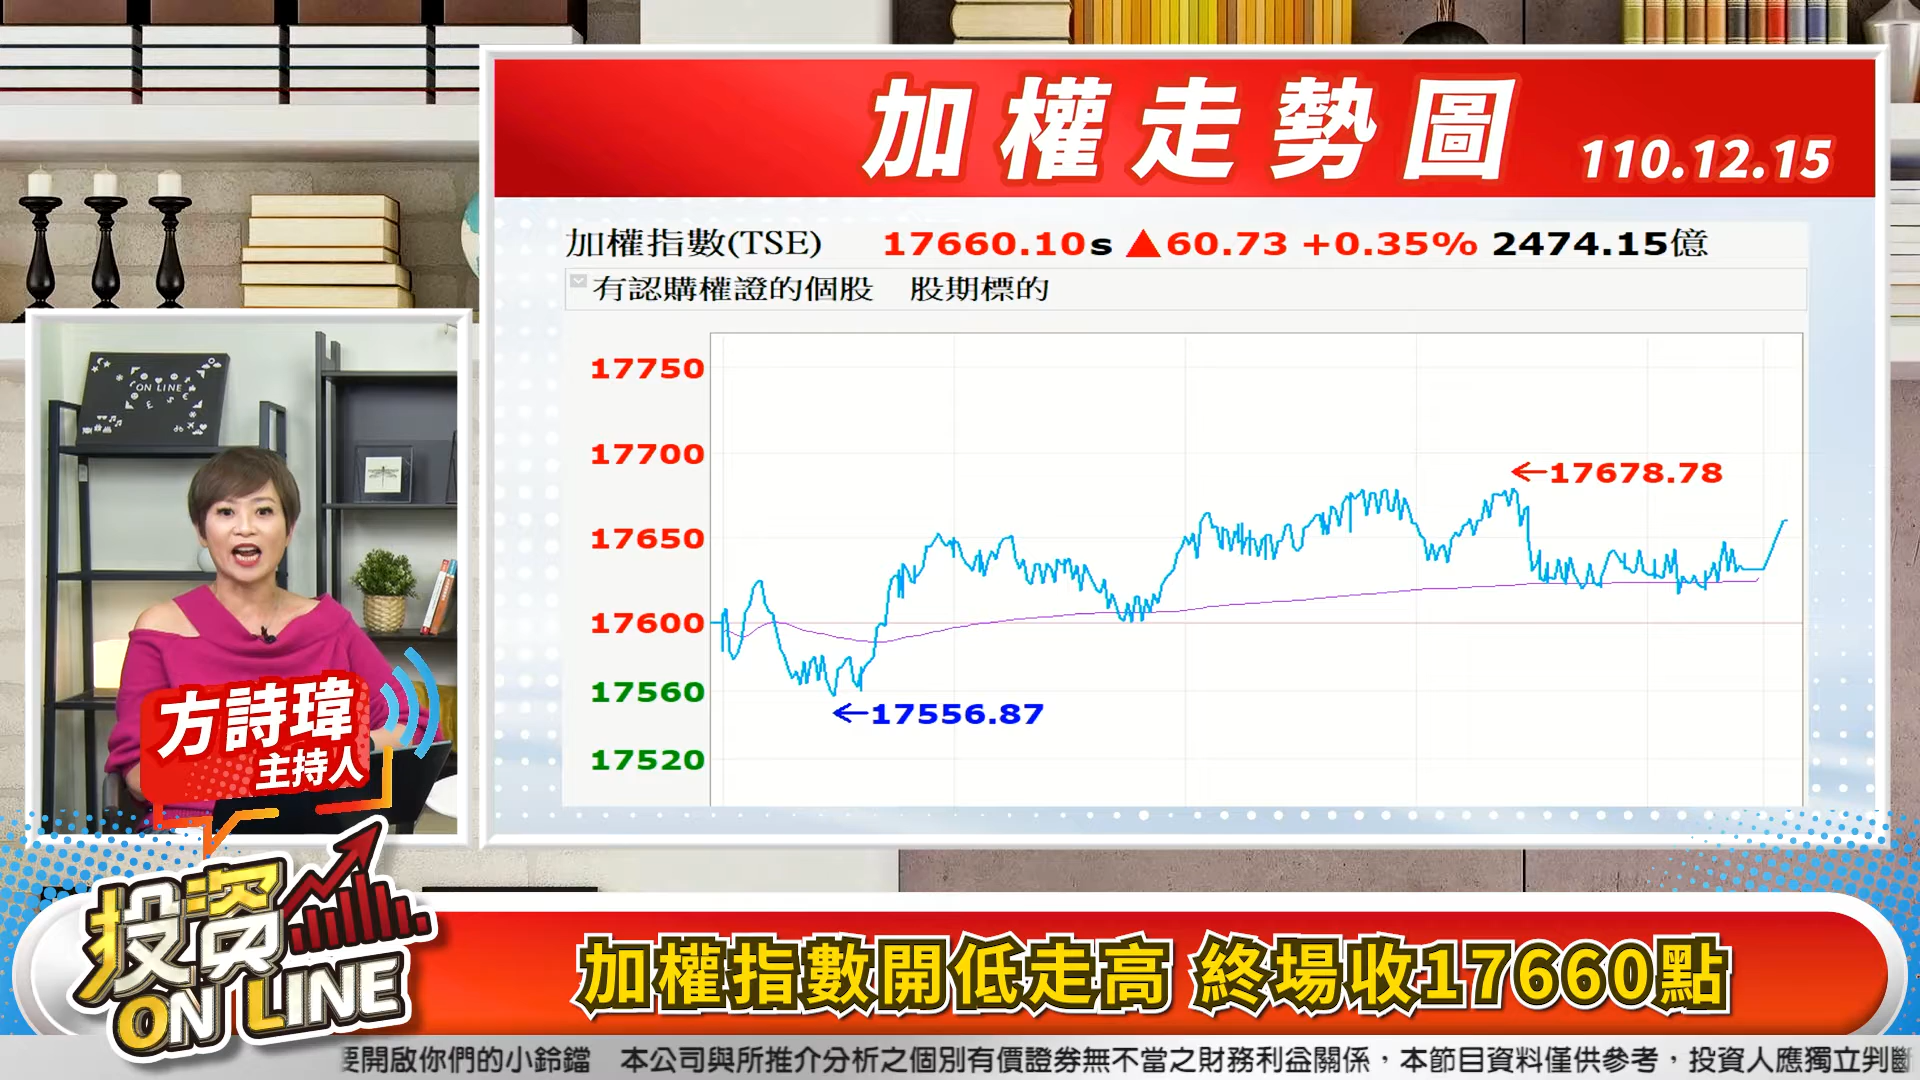 加權走勢圖 110.12.15
加權指數(TSE) 17660.10s ▲60.73 +0.35% 2474.15億
有認購權證的個股 股期標的
17750
17700
←17678.78
17650
17600
17560
←17556.87
17520
ON LINE
方詩瑋
主持人
投資
ON LINE
加權指數開低走高 終場收17660點
要開啟你們的小鈴鐺 本公司與所推介分析之個別有價證券無不當之財務利益關係，本節目資料僅供參考，投資人應獨立判斷